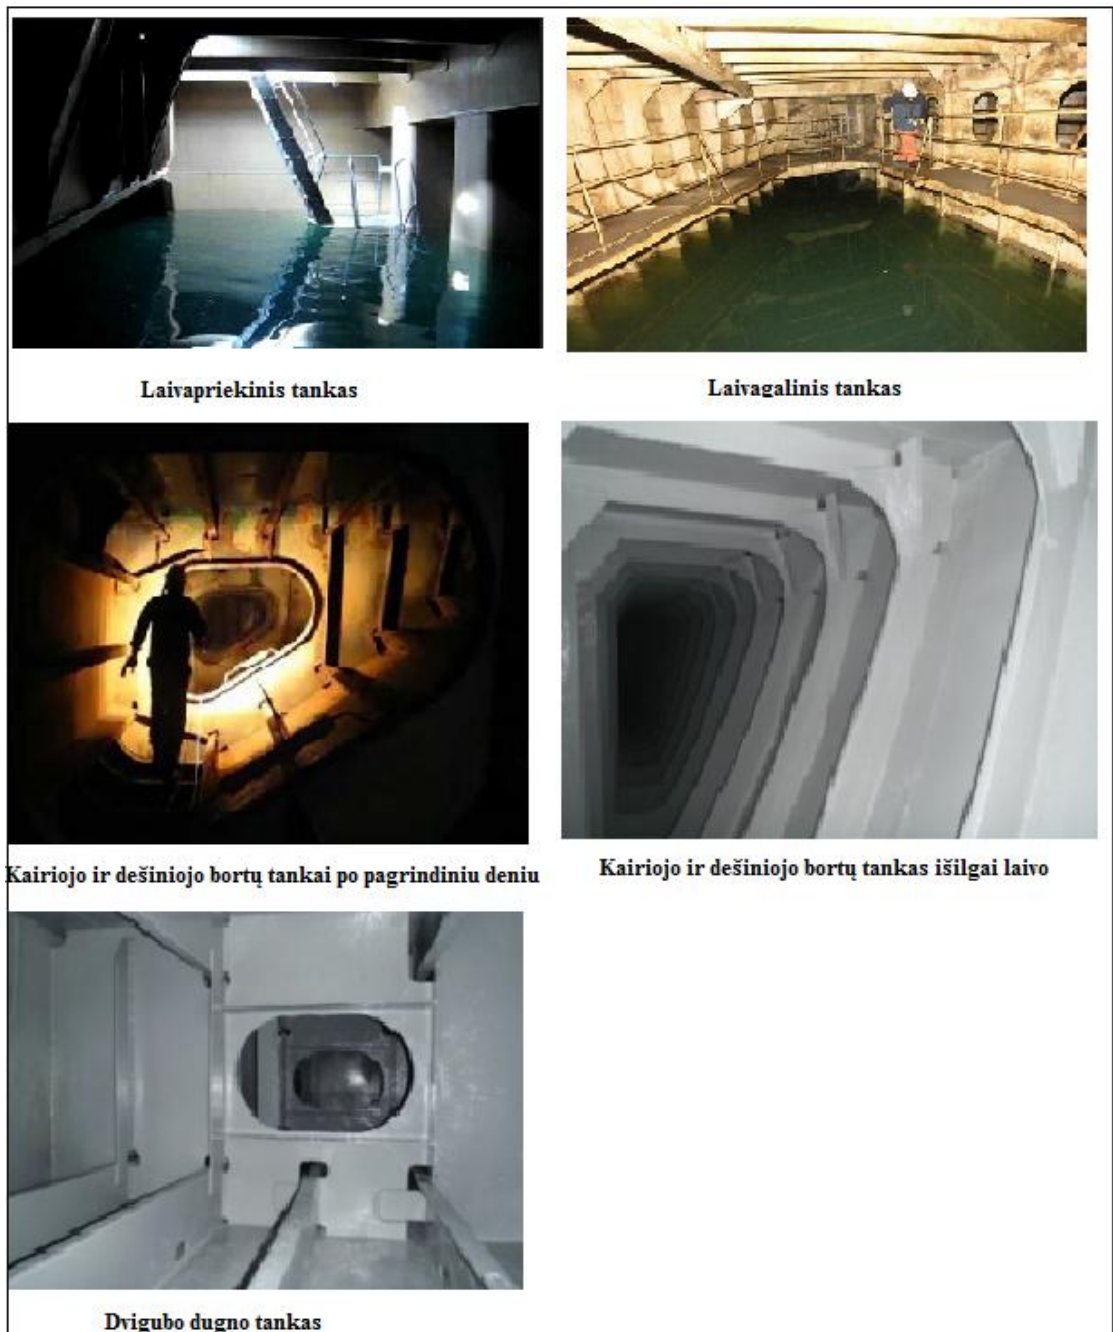 Laivapriekinis tankas
Laivagalinis tankas
Kairiojo ir dešiniojo bortų tankai po pagrindiniu deniu
Kairiojo ir dešiniojo bortų tankas išilgai laivo
Dvigubo dugno tankas